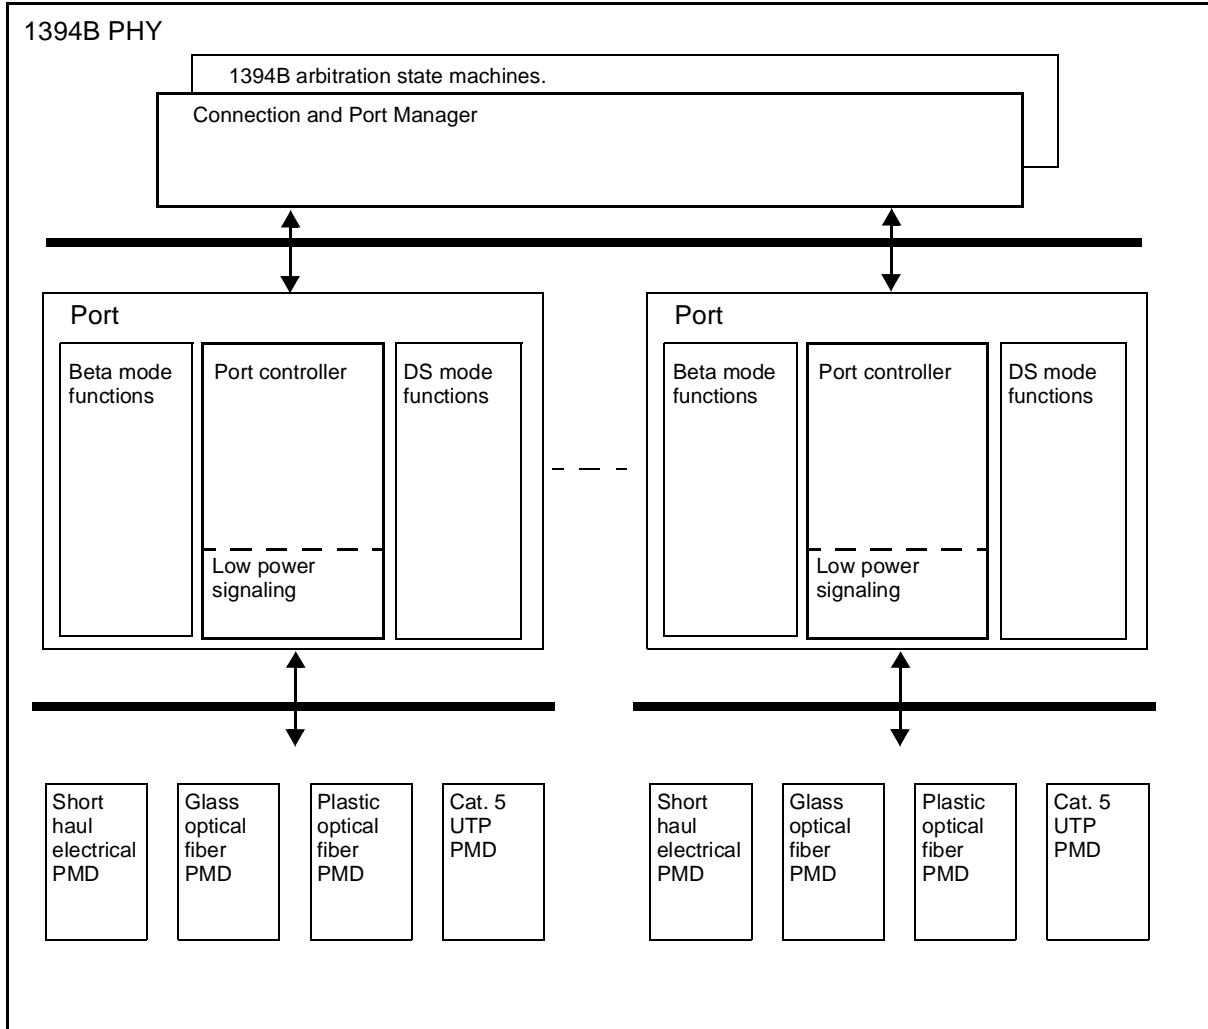 1394B PHY
1394B arbitration state machines.
Connection and Port Manager
Port
Beta mode
functions
Port controller
Low power
signaling
DS mode
functions
Port
Beta mode
functions
Port controller
Low power
signaling
DS mode
functions
Short
haul
electrical
PMD
Glass
optical
fiber
PMD
Plastic
optical
fiber
PMD
Cat. 5
UTP
PMD
Short
haul
electrical
PMD
Glass
optical
fiber
PMD
Plastic
optical
fiber
PMD
Cat. 5
UTP
PMD